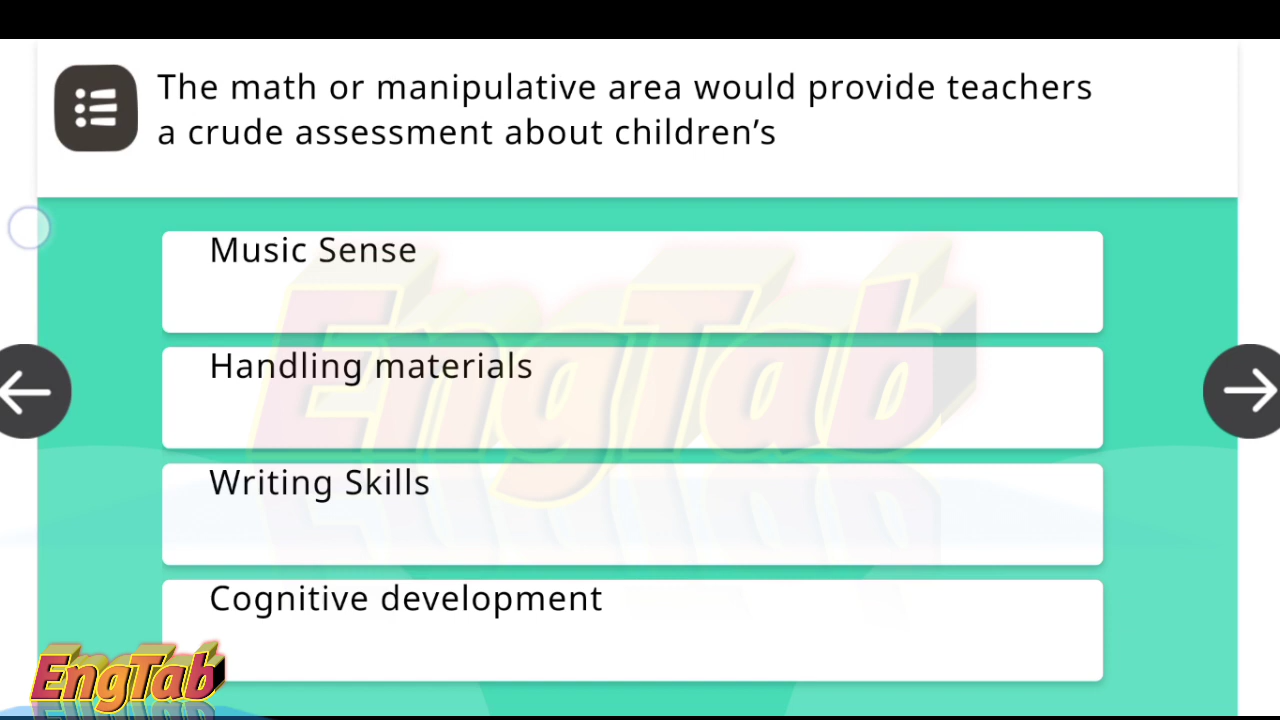 The math or manipulative area would provide teachers
a crude assessment about children’s
Music Sense
Handling materials
Writing Skills
Cognitive development
EngTab
EngTab